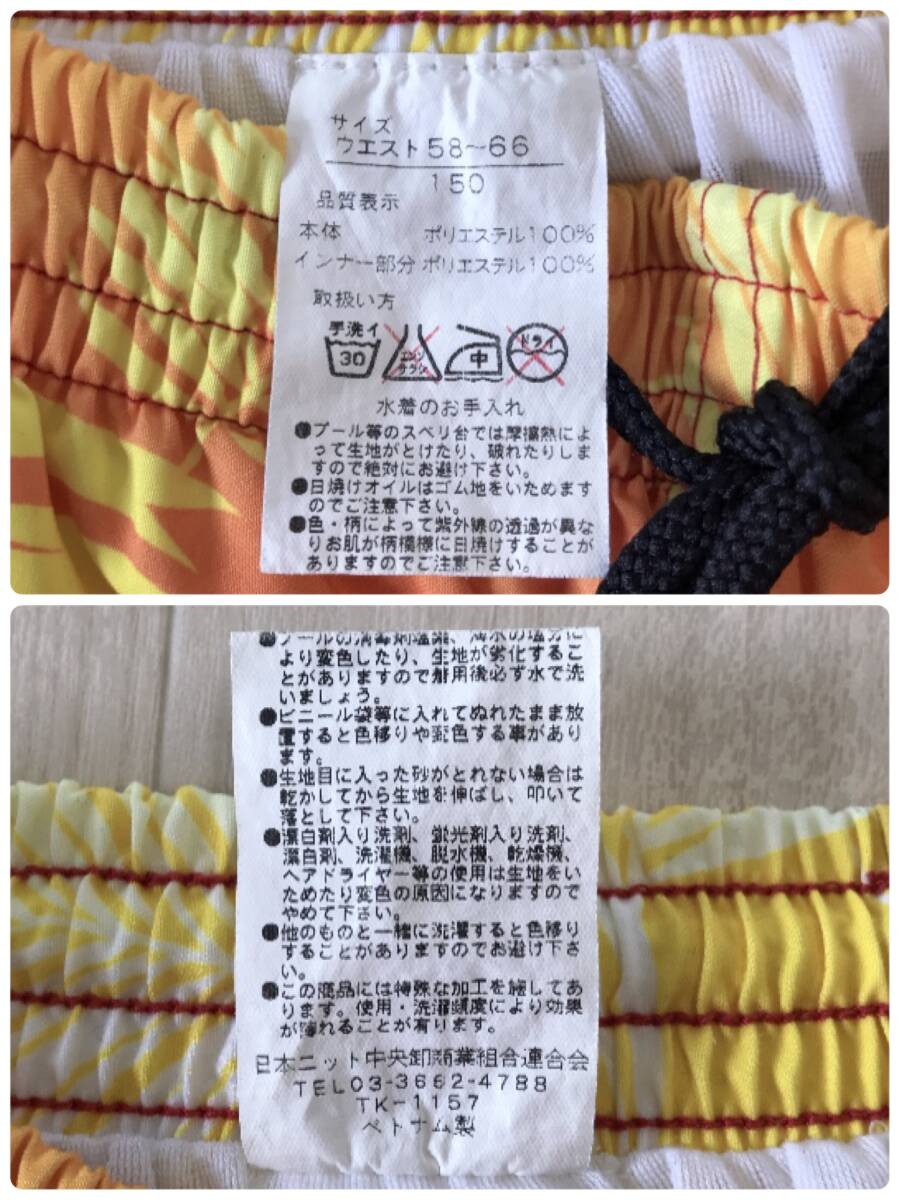 サイズ
ウエスト58～66
150
品質表示
本体 ポリエステル100%
インナー部分 ポリエステル100%
取扱い方
手洗イ
30
エンソ
サラシ
中
ドライ
水着のお手入れ
●プール等のスベリ台では摩擦熱によ
って生地がとけたり、破れたりしま
すので絶対にお避け下さい。
●日焼けオイルはゴム地をいためます
のでご注意下さい。
●色・柄によって紫外線の透過が異な
りお肌が柄模様に日焼けすることが
ありますのでご注意下さい。
●プールの消毒剤塩素、海水の塩分に
より変色したり、生地が劣化するこ
とがありますので着用後必ず水で洗
いましょう。
●ビニール袋等に入れてぬれたまま放
置すると色移りや変色する事があり
ます。
●生地目に入った砂がとれない場合は
乾かしてから生地を伸ばし、叩いて
落として下さい。
●漂白剤入り洗剤、蛍光剤入り洗剤、
漂白剤、洗濯機、脱水機、乾燥機、
ヘアドライヤー等の使用は生地をい
ためたり変色の原因になりますので
やめて下さい。
●他のものと一緒に洗濯すると色移り
することがありますのでお避け下さ
い。
●この商品には特殊な加工を施してあ
ります。使用・洗濯頻度により効果
が薄れることが有ります。
日本ニット中央卸商業組合連合会
TEL03-3662-4788
TK-1157
ベトナム製